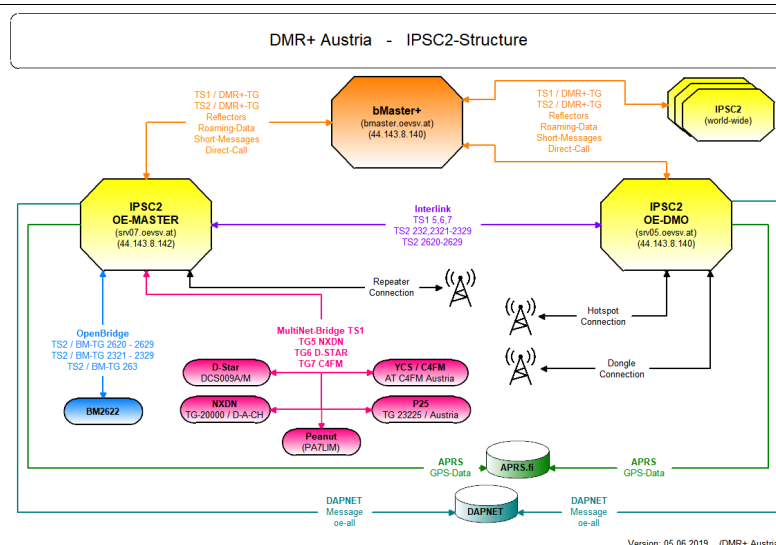 DMR+ Austria - IPSC2-Structure
TS1 / DMR+-TG
TS2 / DMR+-TG
Reflectors
Roaming-Data
Short-Messages
Direct-Call
bMaster+
(bmaster.oevsv.at)
(44.143.8.140)
TS1 / DMR+-TG
TS2 / DMR+-TG
Reflectors
Roaming-Data
Short-Messages
Direct-Call
IPSC2
(world-wide)
IPSC2
OE-MASTER
(srv07.oevsv.at)
(44.143.8.142)
Interlink
TS1 5,6,7
TS2 232,2321-2329
TS2 2620-2629
IPSC2
OE-DMO
(srv05.oevsv.at)
(44.143.8.140)
Repeater
Connection
Hotspot
Connection
OpenBridge
TS2 / BM-TG 2620 - 2629
TS2 / BM-TG 2321 - 2329
TS2 / BM-TG 263
MultiNet-Bridge TS1
TG5 NXDN
TG6 D-STAR
TG7 C4FM
Dongle
Connection
D-Star
DCS009A/M
YCS / C4FM
AT C4FM Austria
BM2622
NXDN
TG-20000 / D-A-CH
P25
TG 23225 / Austria
Peanut
(PA7LIM)
APRS
GPS-Data
APRS.fi
APRS
GPS-Data
DAPNET
Message
oe-all
DAPNET
DAPNET
Message
oe-all
Version: 05.06.2019 (DMR+ Austria